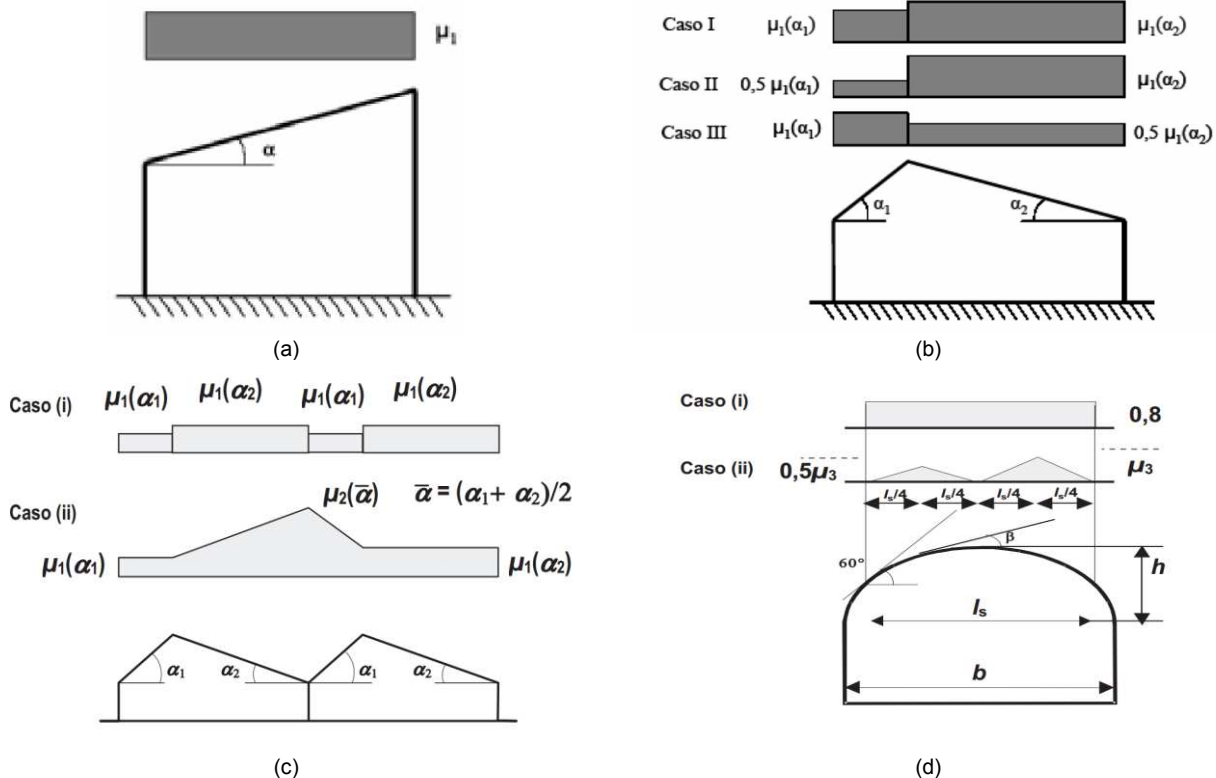 μ₁
α
(a)
Caso I μ₁(α₁) μ₁(α₂)
Caso II 0,5 μ₁(α₁) μ₁(α₂)
Caso III μ₁(α₁) 0,5 μ₁(α₂)
α₁ α₂
(b)
μ₁(α₁) μ₁(α₂) μ₁(α₁) μ₁(α₂)
Caso (i)
μ₂(ᾱ) ᾱ = (α₁+ α₂)/2
Caso (ii)
μ₁(α₁) μ₁(α₂)
α₁ α₂ α₁ α₂
(c)
Caso (i) 0,8
Caso (ii) 0,5μ₃ μ₃
lₛ/4 lₛ/4 lₛ/4 lₛ/4
β
60° h
lₛ
b
(d)